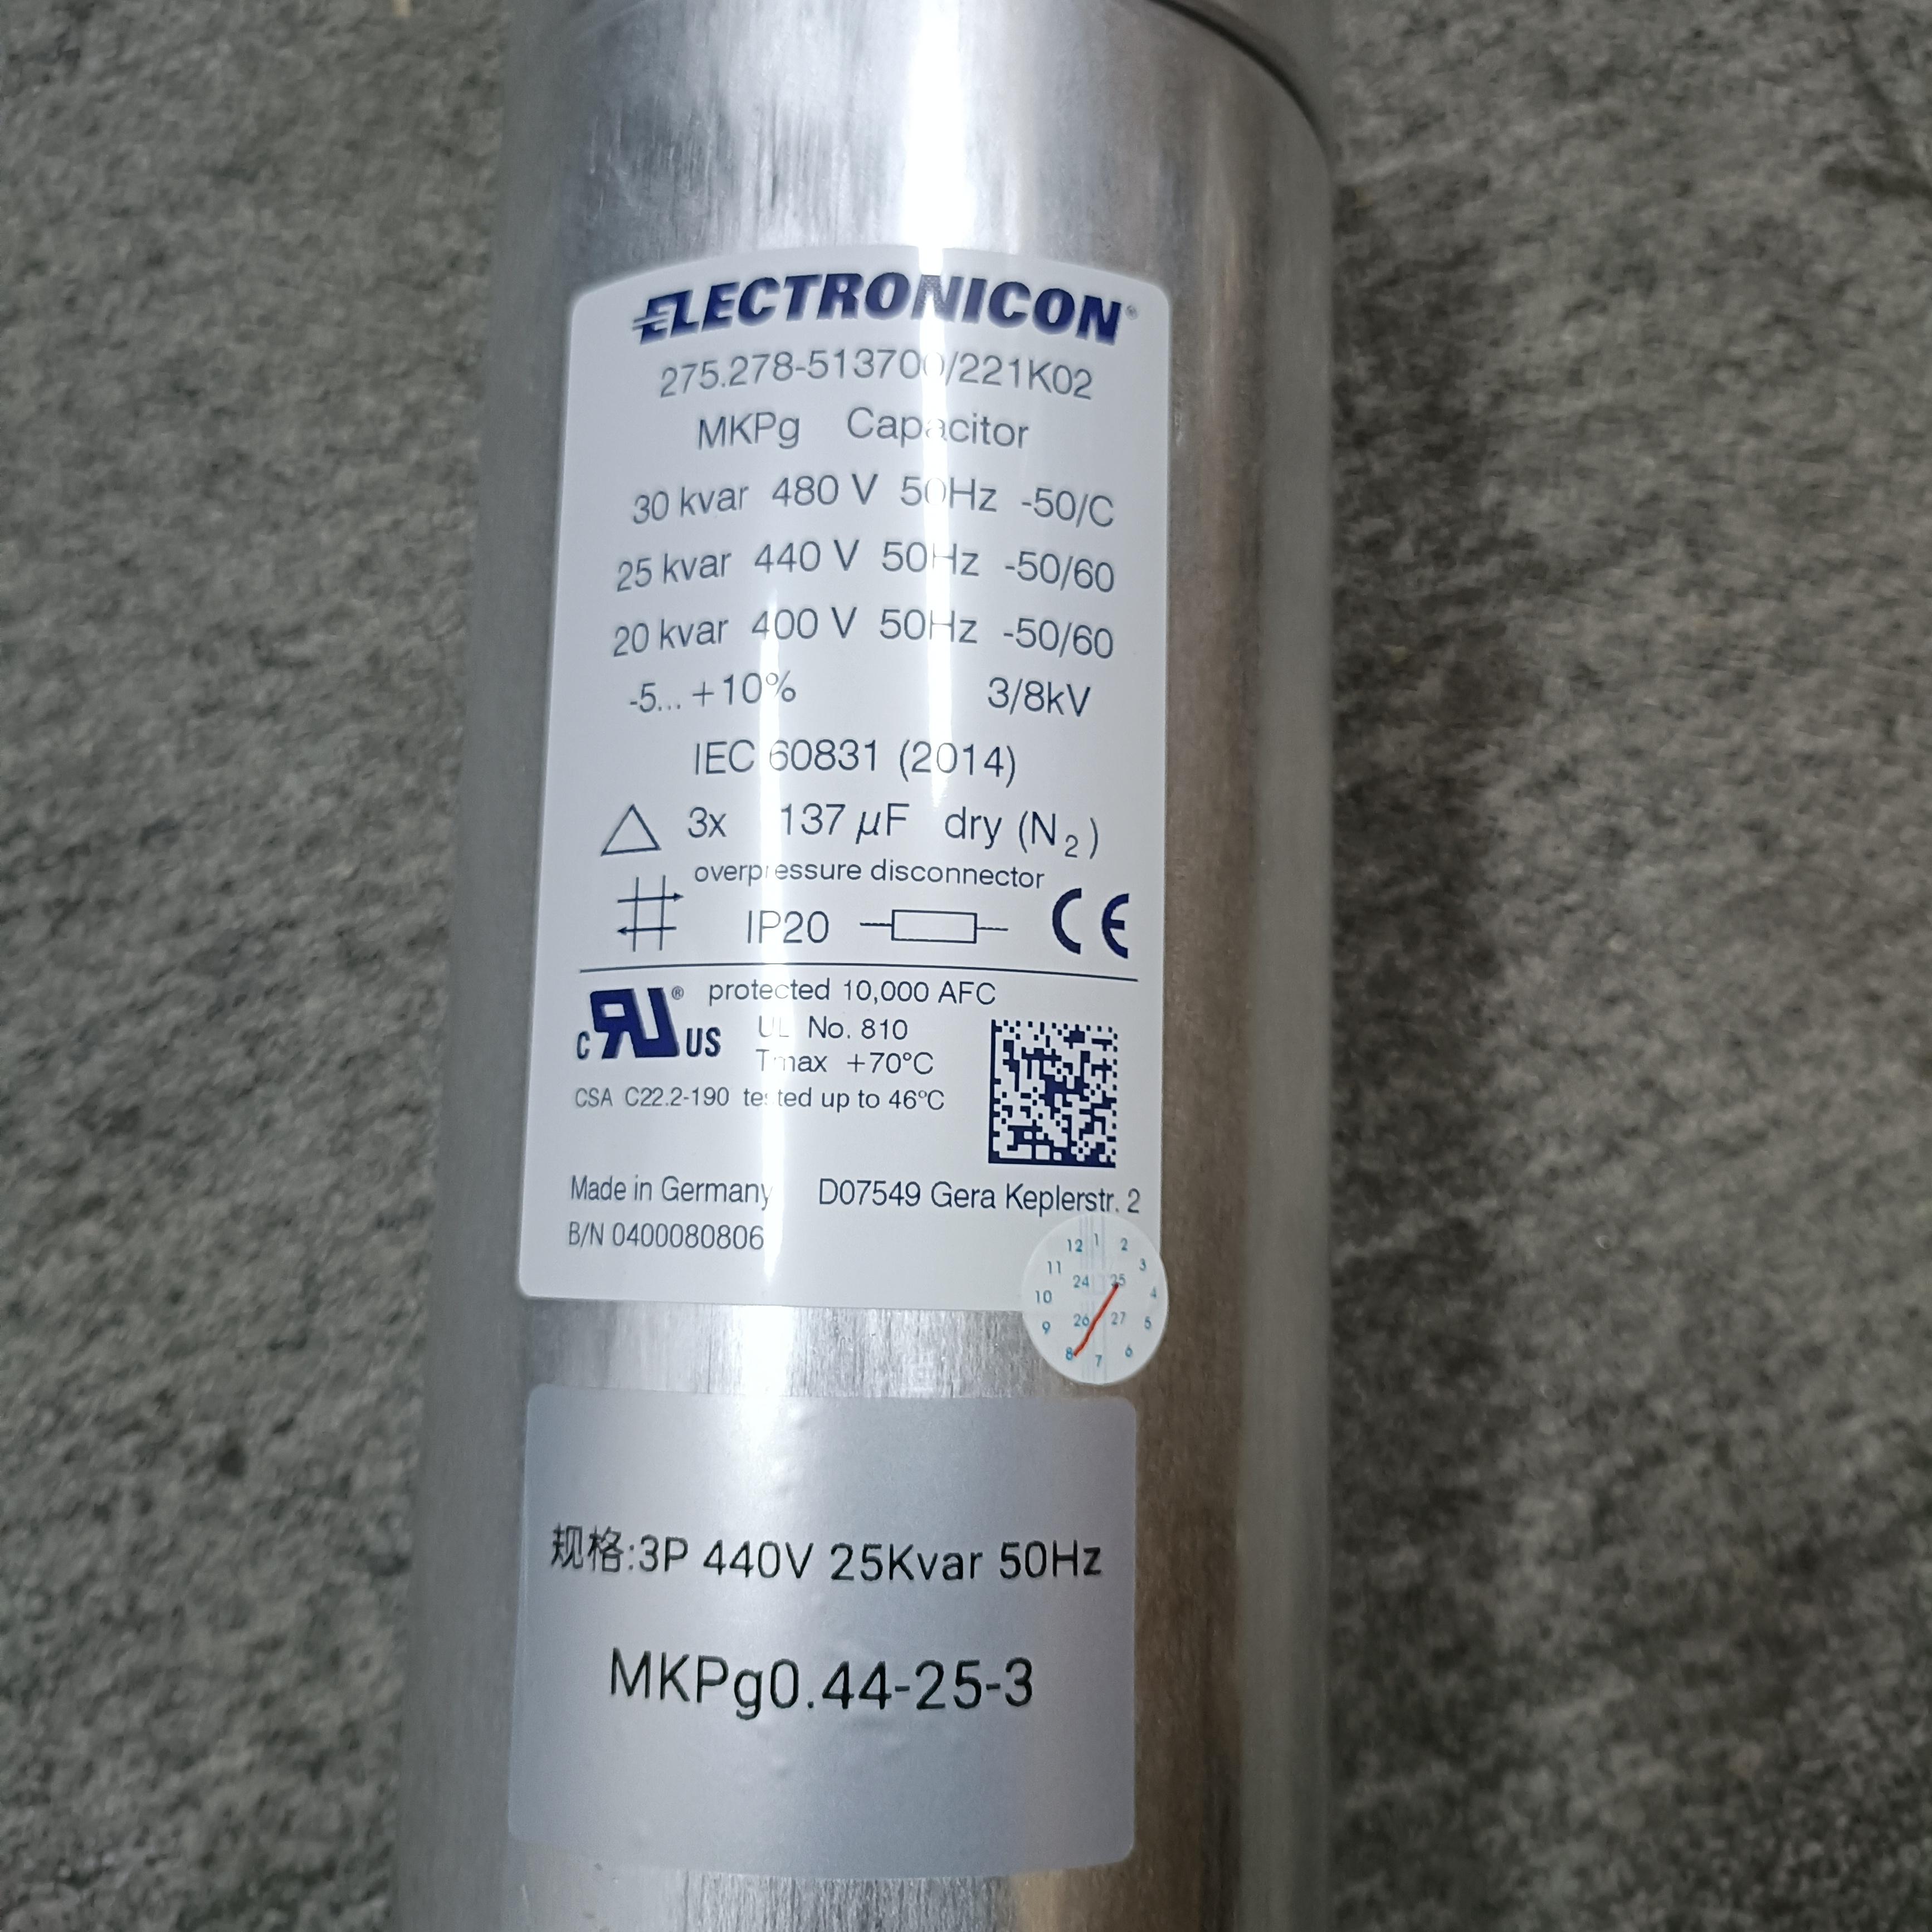 ELECTRONICON®
275.278-513700/221K02
MKPg Capacitor
30 kvar 480 V 50Hz -50/C
25 kvar 440 V 50Hz -50/60
20 kvar 400 V 50Hz -50/60
-5... +10% 3/8kV
IEC 60831 (2014)
3x 137 µF dry (N₂)
overpressure disconnector
IP20 CE
c RU ® US protected 10,000 AFC
UL No. 810
Tmax +70°C
CSA C22.2-190 tested up to 46°C
Made in Germany D07549 Gera Keplerstr. 2
B/N 0400080806
12 1 2
11 3
24 25
10 4
26 27
9 5
8 7 6
规格:3P 440V 25Kvar 50Hz
MKPg0.44-25-3